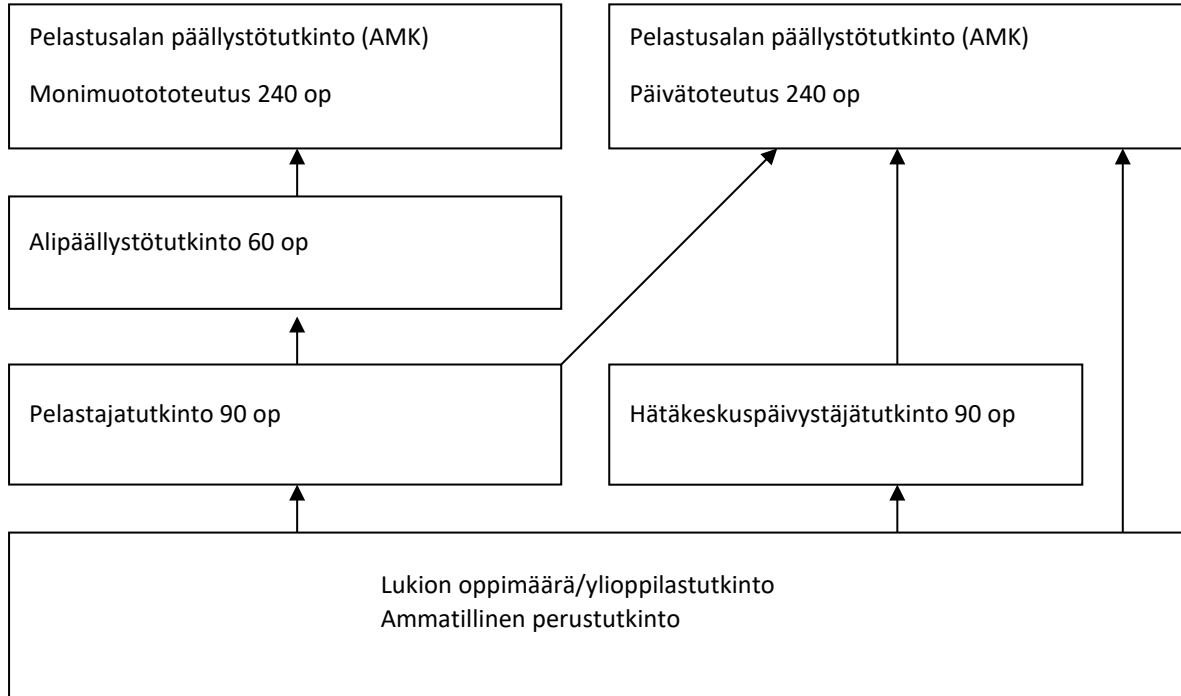 Pelastusalan päällystötutkinto (AMK)
Monimuotototeutus 240 op
Pelastusalan päällystötutkinto (AMK)
Päivätoteutus 240 op
Alipäällystötutkinto 60 op
Pelastajatutkinto 90 op
Hätäkeskuspäivystäjätutkinto 90 op
Lukion oppimäärä/ylioppilastutkinto
Ammatillinen perustutkinto